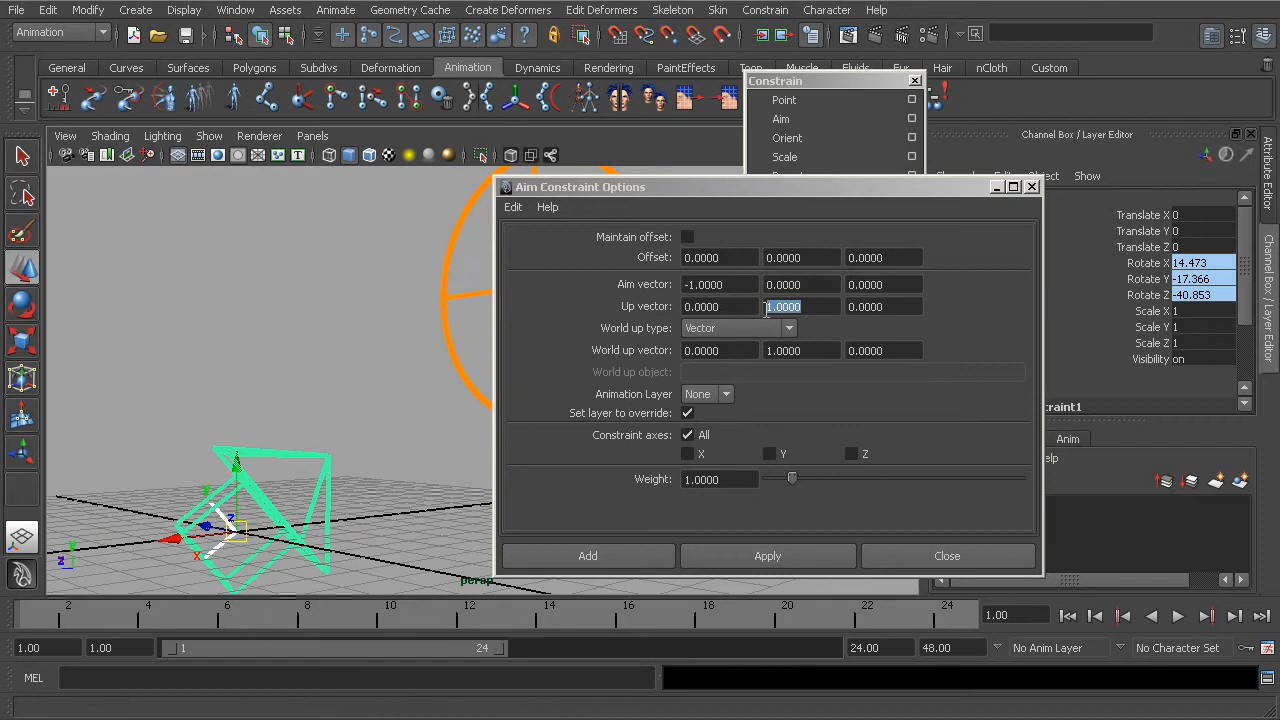 File Edit Modify Create Display Window Assets Animate Geometry Cache Create Deformers Edit Deformers Skeleton Skin Constrain Character Help
Animation
General Curves Surfaces Polygons Subdivs Deformation Animation Dynamics Rendering PaintEffects Toon Muscle Fluids Fur Hair nCloth Custom
Constrain
Point
Aim
Orient
Scale
View Shading Lighting Show Renderer Panels
Channel Box / Layer Editor
Show
Attribute Editor
Channel Box / Layer Editor
Translate X 0
Translate Y 0
Translate Z 0
Rotate X 14.473
Rotate Y -17.366
Rotate Z -40.853
Scale X 1
Scale Y 1
Scale Z 1
Visibility on
raint1
Anim
elp
Aim Constraint Options
Edit Help
Maintain offset:
Offset: 0.0000 0.0000 0.0000
Aim vector: -1.0000 0.0000 0.0000
Up vector: 0.0000 1.0000 0.0000
World up type: Vector
World up vector: 0.0000 1.0000 0.0000
World up object:
Animation Layer None
Set layer to override:
Constraint axes: All
X Y Z
Weight: 1.0000
Add Apply Close
y
z
x
y
z
persp
2 4 6 8 10 12 14 16 18 20 22 24 1.00
1.00 1.00 1 24 24.00 48.00 No Anim Layer No Character Set
MEL